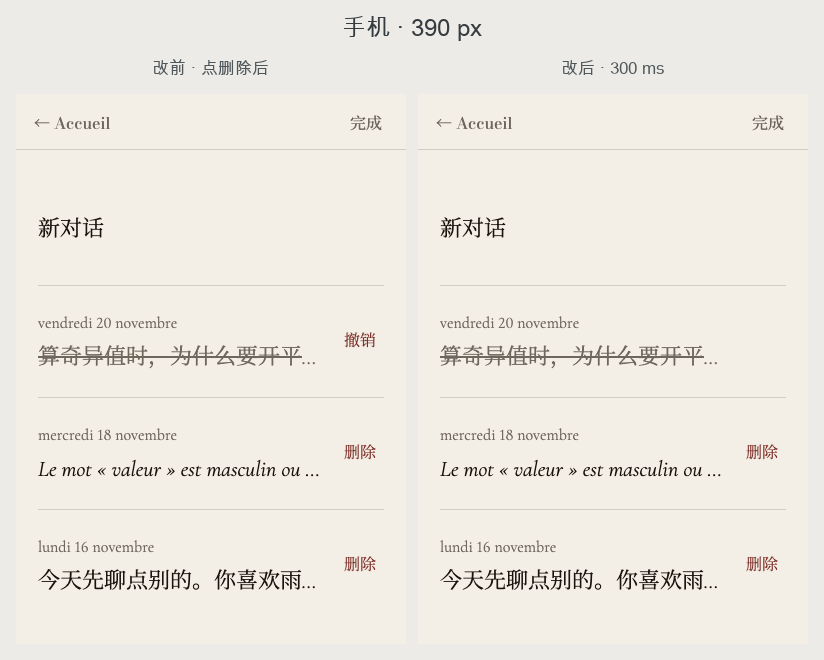 手机 · 390 px
改前 · 点删除后
← Accueil
完成
新对话
vendredi 20 novembre
算奇异值时，为什么要开平...
撤销
mercredi 18 novembre
Le mot « valeur » est masculin ou ...
删除
lundi 16 novembre
今天先聊点别的。你喜欢雨...
删除
改后 · 300 ms
← Accueil
完成
新对话
vendredi 20 novembre
算奇异值时，为什么要开平...
mercredi 18 novembre
Le mot « valeur » est masculin ou ...
删除
lundi 16 novembre
今天先聊点别的。你喜欢雨...
删除